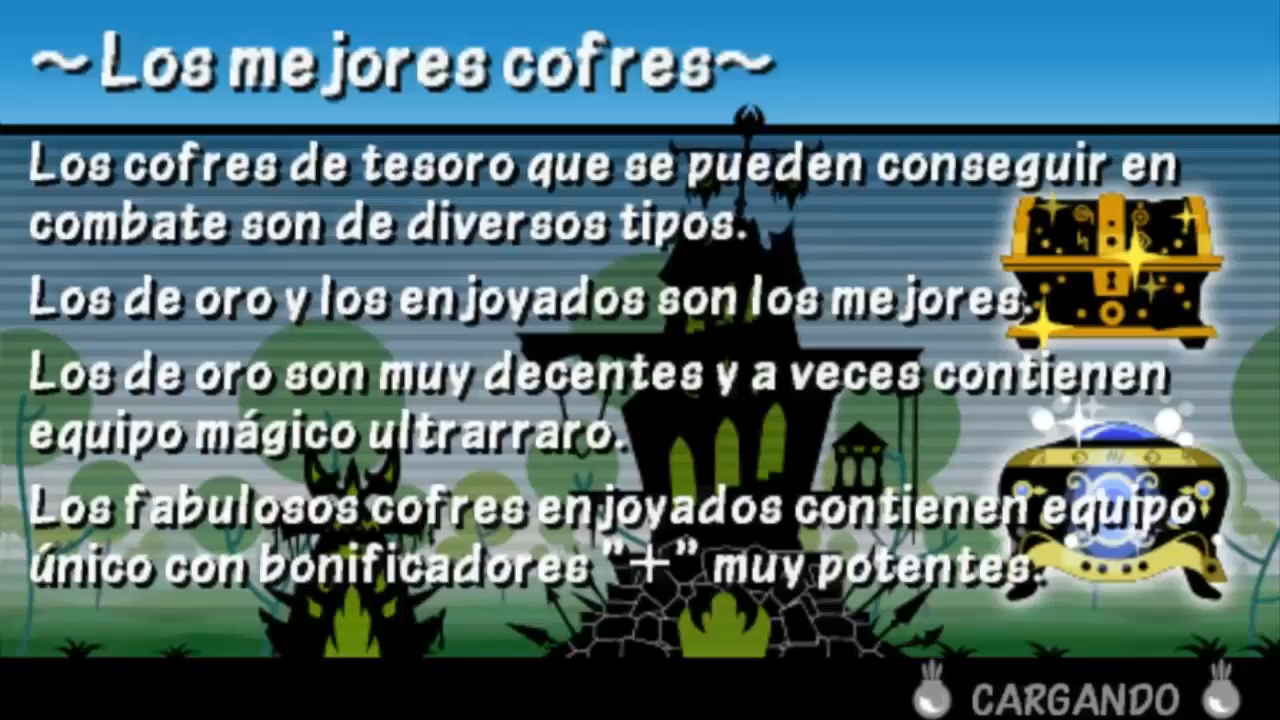 ~Los mejores cofres~
Los cofres de tesoro que se pueden conseguir en
combate son de diversos tipos.
Los de oro y los enjoyados son los mejores.
Los de oro son muy decentes y a veces contienen
equipo mágico ultrarraro.
Los fabulosos cofres enjoyados contienen equipo
único con bonificadores "+" muy potentes.
CARGANDO